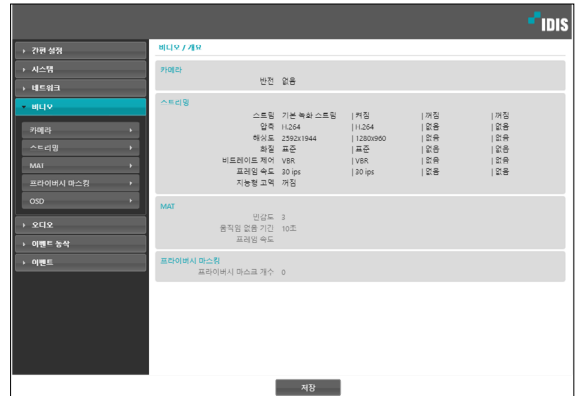 IDIS
간편 설정
시스템
네트워크
비디오
카메라
스트리밍
MAT
프라이버시 마스킹
OSD
오디오
이벤트 동작
이벤트
비디오 / 개요
카메라
반전 없음
스트리밍
스트림 기본 녹화 스트림 | 켜짐 | 꺼짐 | 꺼짐
압축 H.264 | H.264 | 없음 | 없음
해상도 2592x1944 | 1280x960 | 없음 | 없음
화질 표준 | 표준 | 없음 | 없음
비트레이트 제어 VBR | VBR | 없음 | 없음
프레임 속도 30 ips | 30 ips | 없음 | 없음
지능형 코덱 꺼짐
MAT
민감도 3
움직임 없음 기간 10초
프레임 속도
프라이버시 마스킹
프라이버시 마스크 개수 0
저장